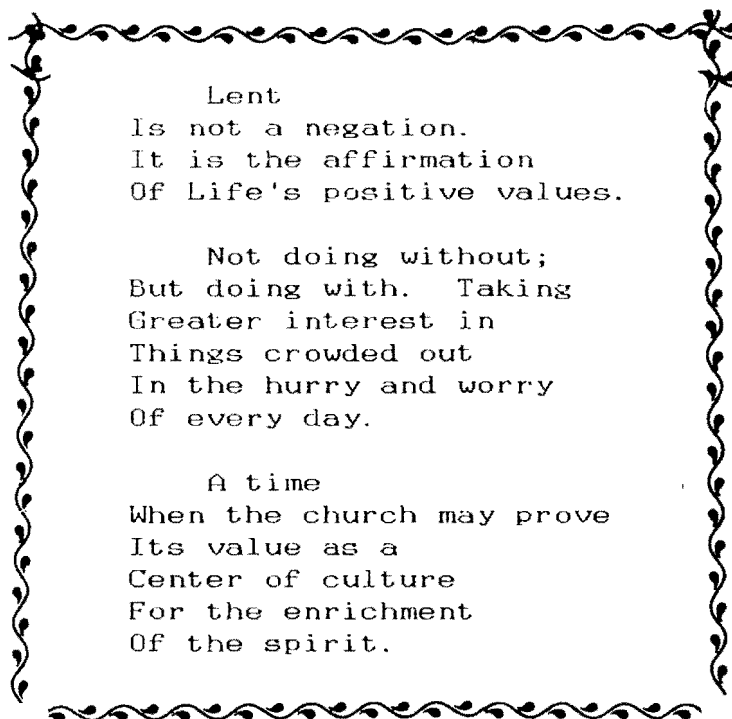 Lent
Is not a negation.
It is the affirmation
Of Life's positive values.
Not doing without;
But doing with. Taking
Greater interest in
Things crowded out
In the hurry and worry
Of every day.
A time
When the church may prove
Its value as a
Center of culture
For the enrichment
Of the spirit.